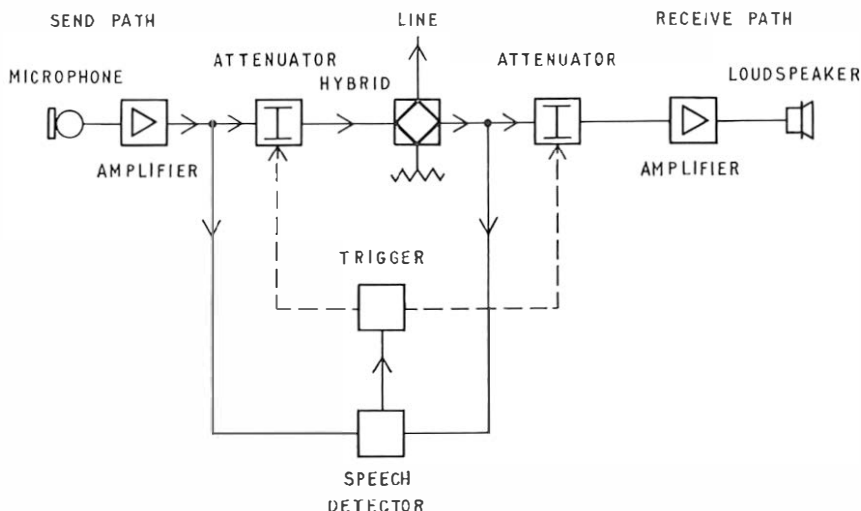 SEND PATH
LINE
RECEIVE PATH
ATTENUATOR
ATTENUATOR
MICROPHONE
HYBRID
LOUDSPEAKER
AMPLIFIER
AMPLIFIER
TRIGGER
SPEECH
DETECTOR